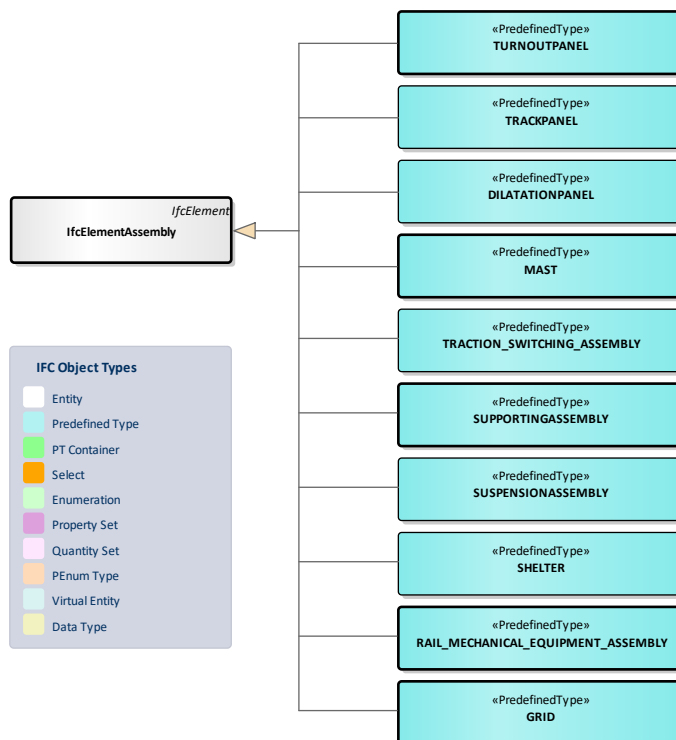 «PredefinedType»
TURNOUTPANEL
«PredefinedType»
TRACKPANEL
«PredefinedType»
DILATATIONPANEL
IfcElement
IfcElementAssembly
«PredefinedType»
MAST
«PredefinedType»
TRACTION_SWITCHING_ASSEMBLY
«PredefinedType»
SUPPORTINGASSEMBLY
«PredefinedType»
SUSPENSIONASSEMBLY
«PredefinedType»
SHELTER
«PredefinedType»
RAIL_MECHANICAL_EQUIPMENT_ASSEMBLY
«PredefinedType»
GRID
IFC Object Types
Entity
Predefined Type
PT Container
Select
Enumeration
Property Set
Quantity Set
PEnum Type
Virtual Entity
Data Type